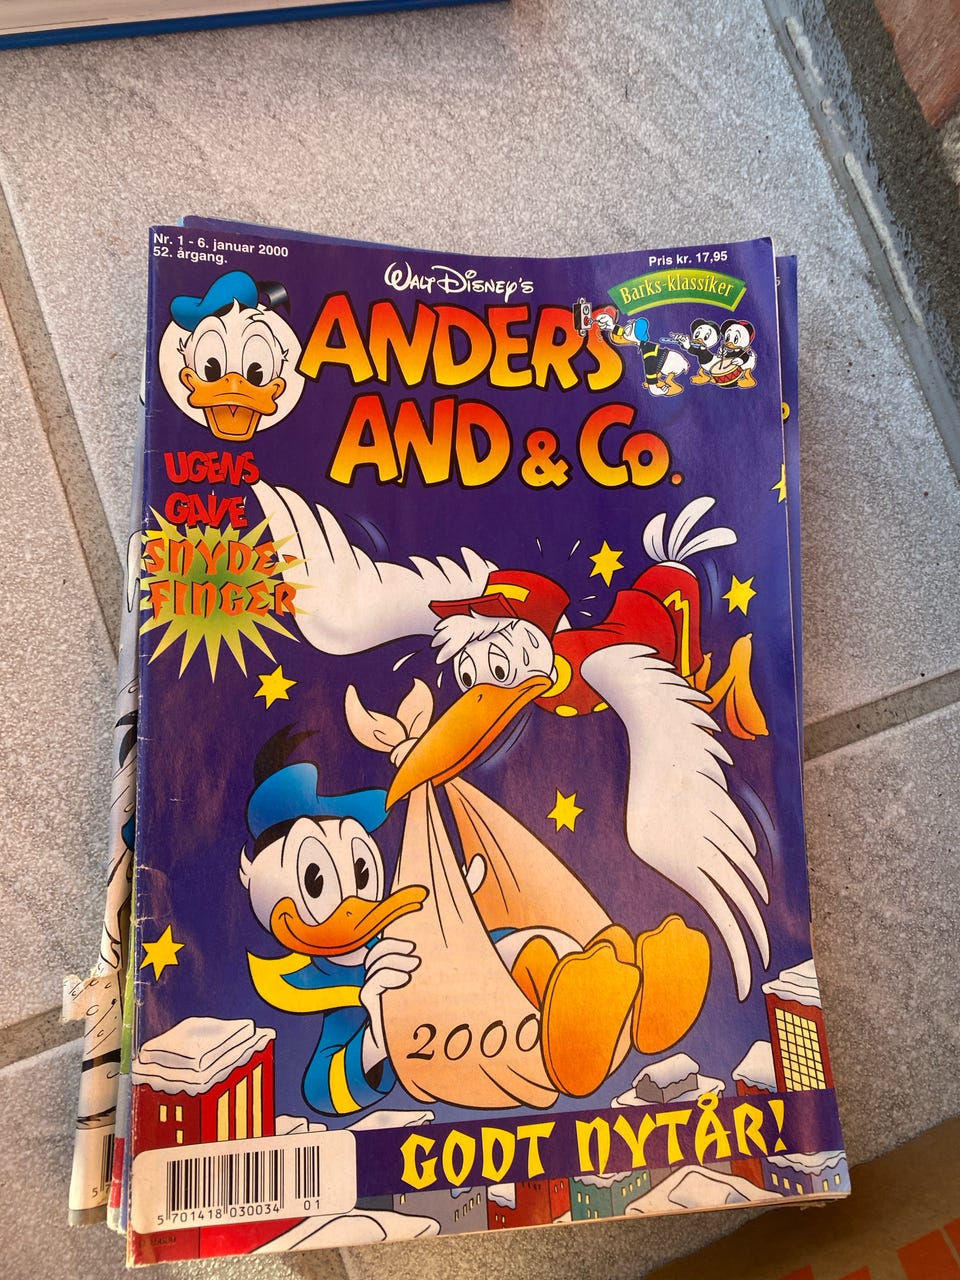 Nr. 1 - 6. januar 2000
52. årgang.
Pris kr. 17,95
WALT DISNEY'S
Barks-klassiker
ANDERS
AND & Co.
UGENS
GAVE
SNYDE-
FINGER
2000
GODT NYTÅR!
5 701418 030034 01